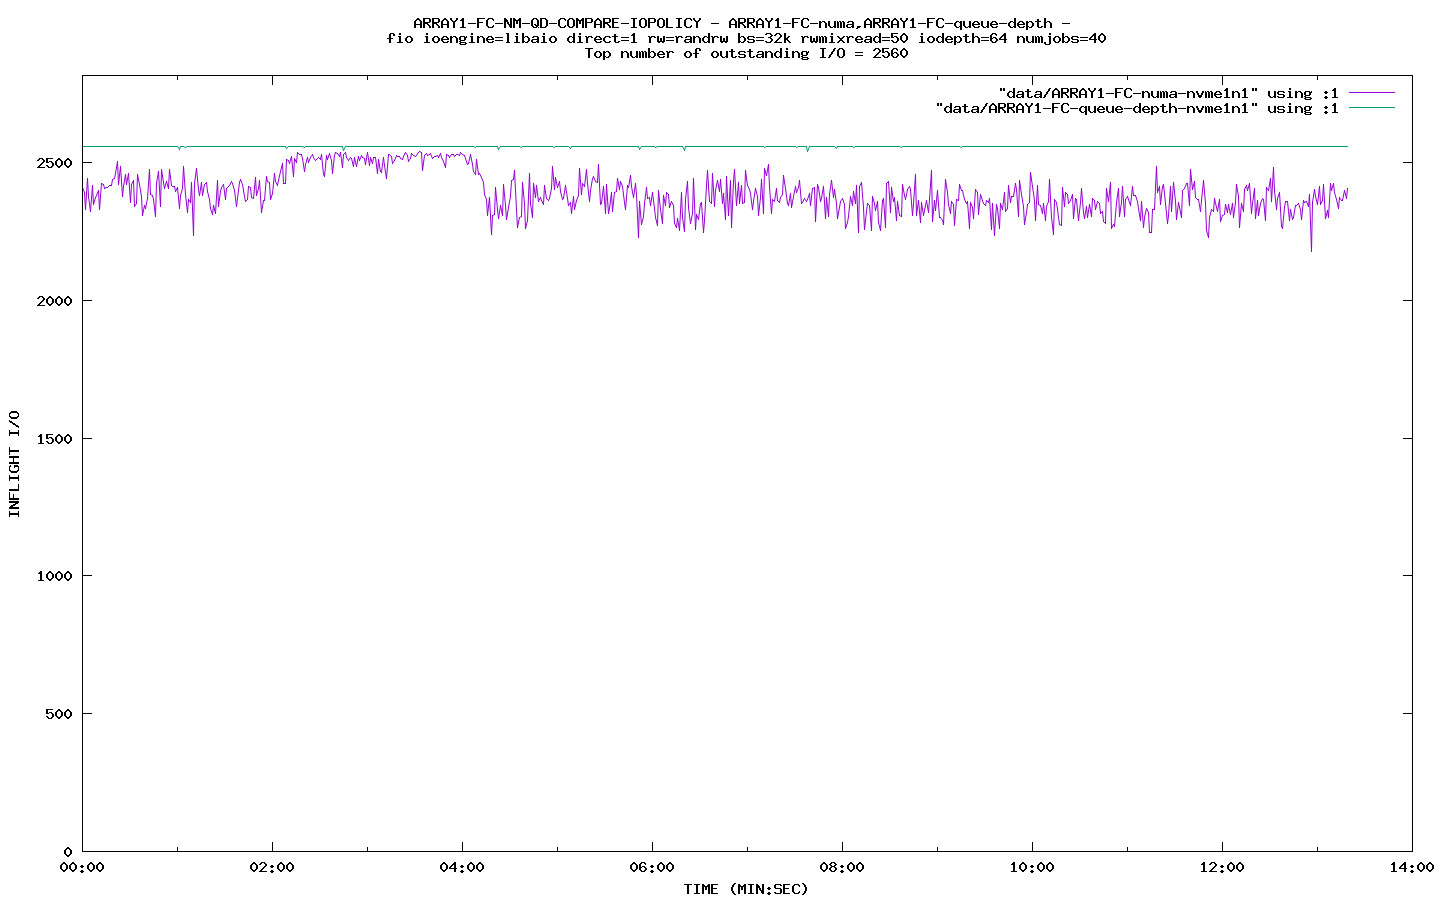 ARRAY1-FC-NM-QD-COMPARE-IOPOLICY - ARRAY1-FC-numa,ARRAY1-FC-queue-depth -
fio ioengine=libaio direct=1 rw=randrw bs=32k rwmixread=50 iodepth=64 numjobs=40
Top number of outstanding I/O = 2560
"data/ARRAY1-FC-numa-nvme1n1" using :1
"data/ARRAY1-FC-queue-depth-nvme1n1" using :1
2500
2000
1500
1000
500
0
INFLIGHT I/O
00:00 02:00 04:00 06:00 08:00 10:00 12:00 14:00
TIME (MIN:SEC)